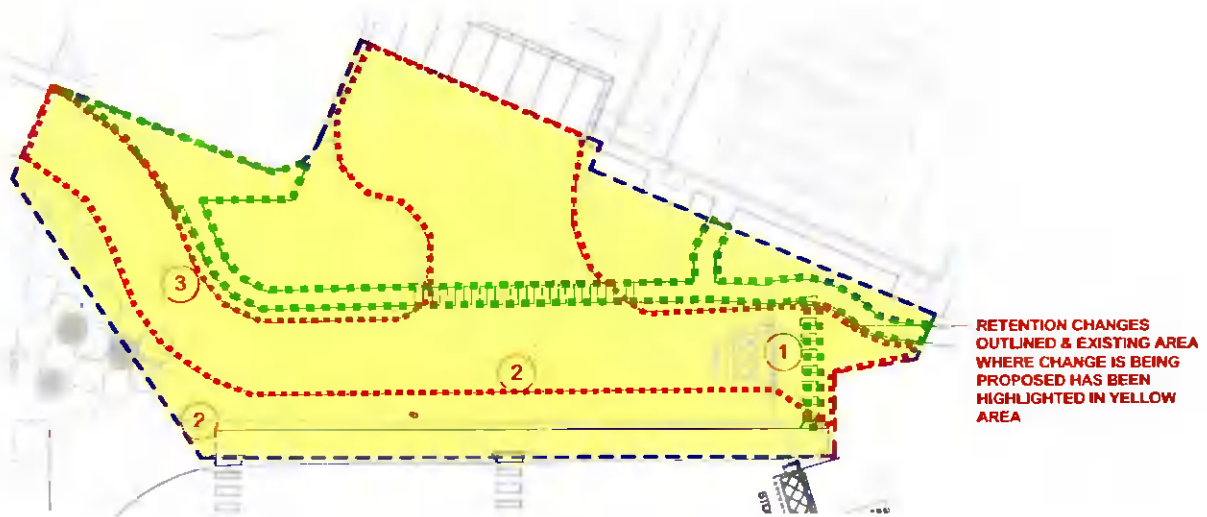 3
1
2
2
RETENTION CHANGES
OUTLINED & EXISTING AREA
WHERE CHANGE IS BEING
PROPOSED HAS BEEN
HIGHLIGHTED IN YELLOW
AREA